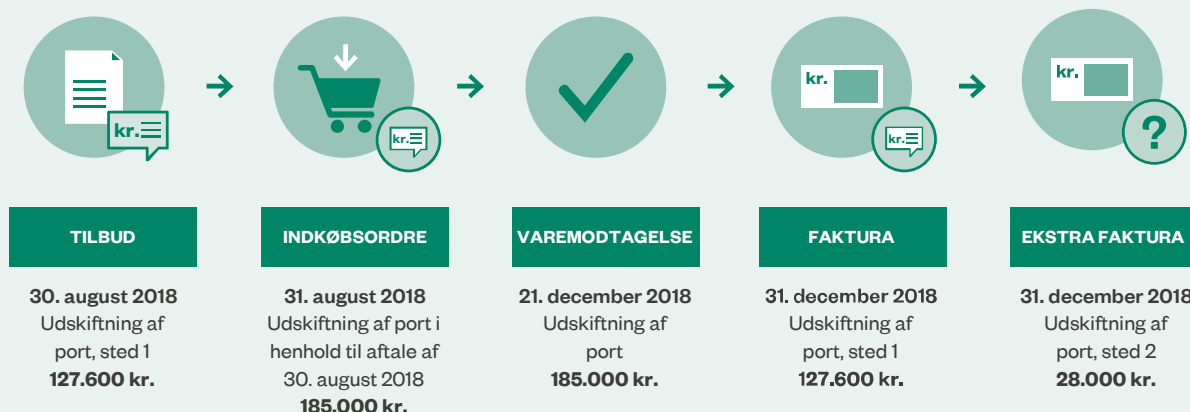 kr.
kr.
kr.
kr.
kr.
?
TILBUD
30. august 2018
Udskiftning af
port, sted 1
127.600 kr.
INDKØBSORDRE
31. august 2018
Udskiftning af port i
henhold til aftale af
30. august 2018
185.000 kr.
VAREMODTAGELSE
21. december 2018
Udskiftning af
port
185.000 kr.
FAKTURA
31. december 2018
Udskiftning af
port, sted 1
127.600 kr.
EKSTRA FAKTURA
31. december 2018
Udskiftning af
port, sted 2
28.000 kr.